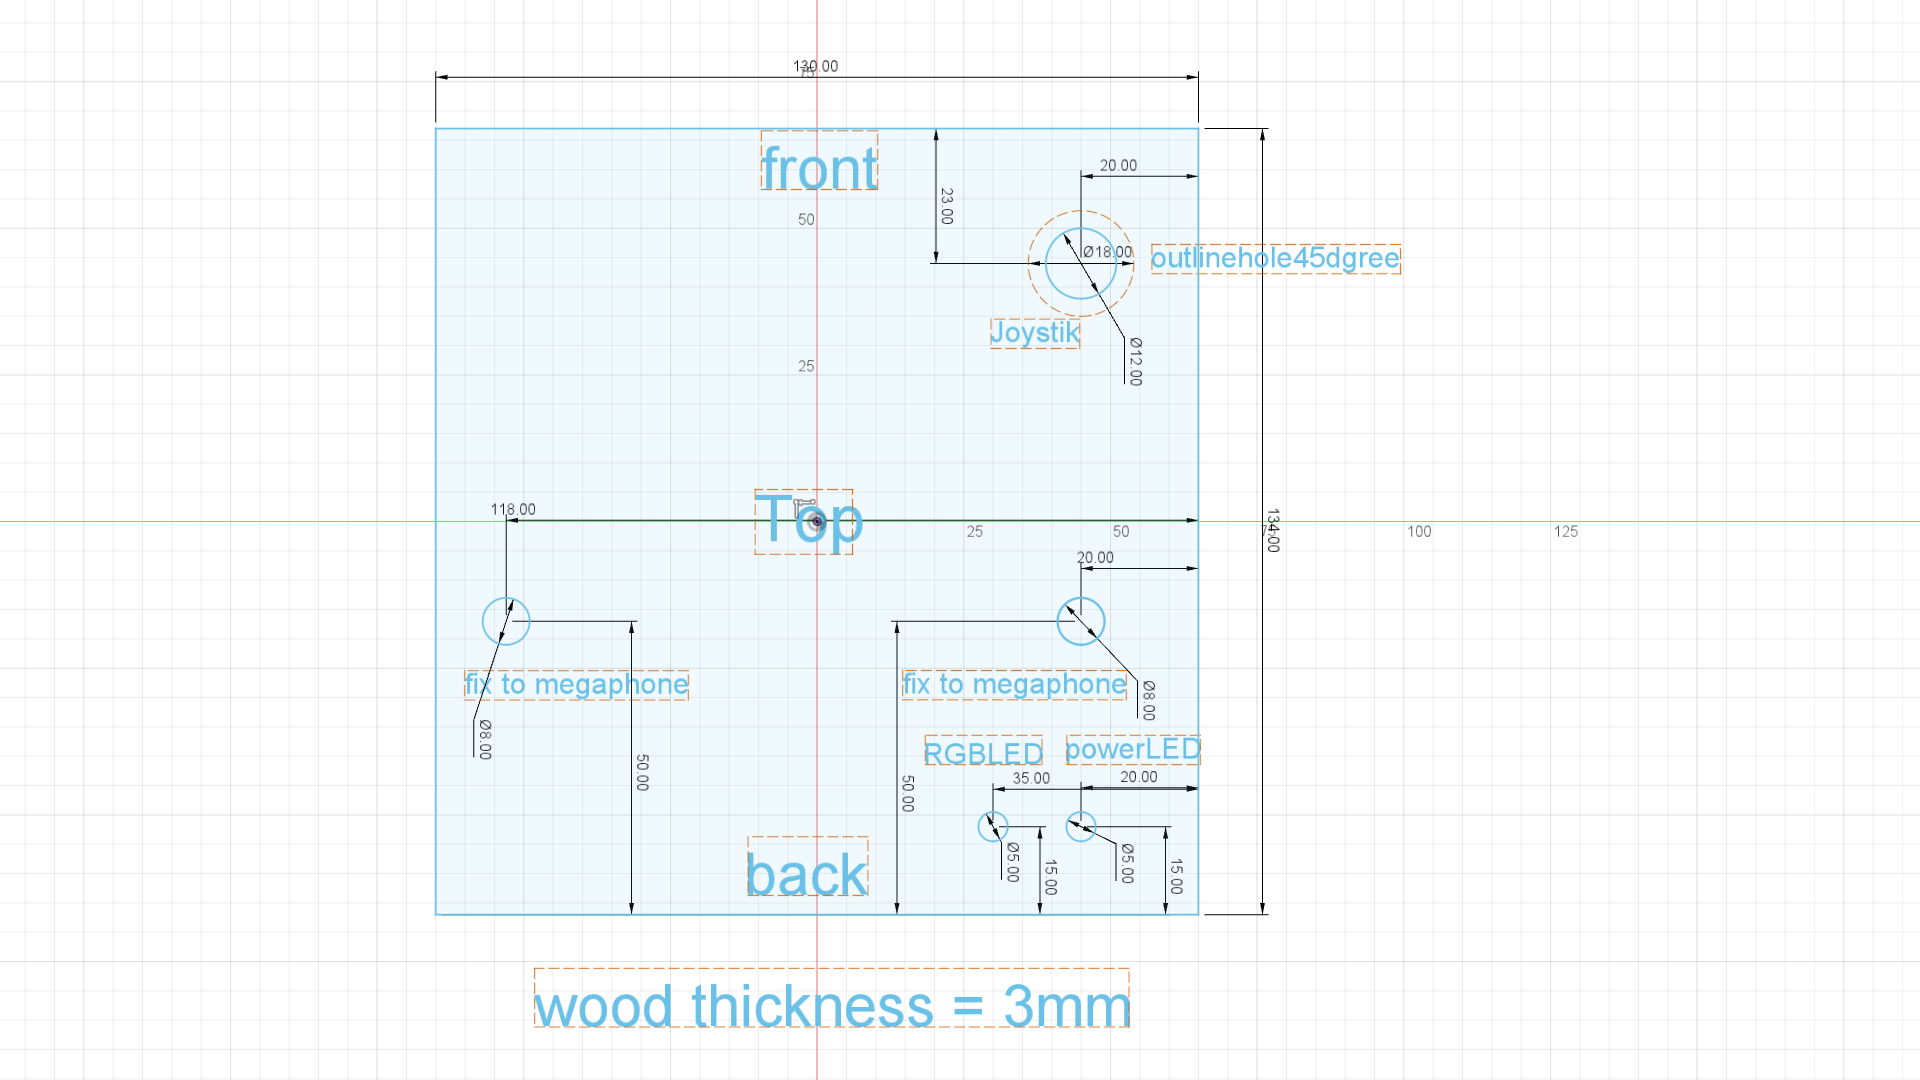 130.00
75
front
20.00
23.00
50
Ø18.00
outlinehole45dgree
Joystik
Ø12.00
25
118.00
Top
25
50
134.00
100
125
20.00
fix to megaphone
fix to megaphone
Ø8.00
Ø8.00
RGBLED
powerLED
50.00
50.00
35.00
20.00
back
Ø5.00
15.00
Ø5.00
15.00
wood thickness = 3mm